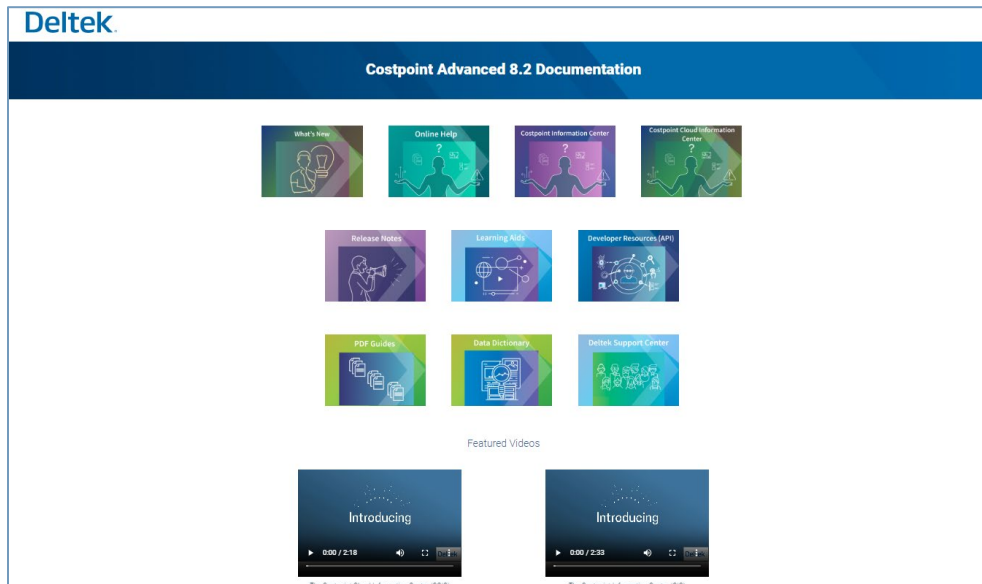 Deltek
Costpoint Advanced 8.2 Documentation
What's New
Online Help
Costpoint Information Center
Costpoint Cloud Information
Center
Release Notes
Learning Aids
Developer Resources (API)
PDF Guides
Data Dictionary
Deltek Support Center
Featured Videos
Introducing
0:00 / 2:18
Deltek
Introducing
0:00 / 2:33
Deltek